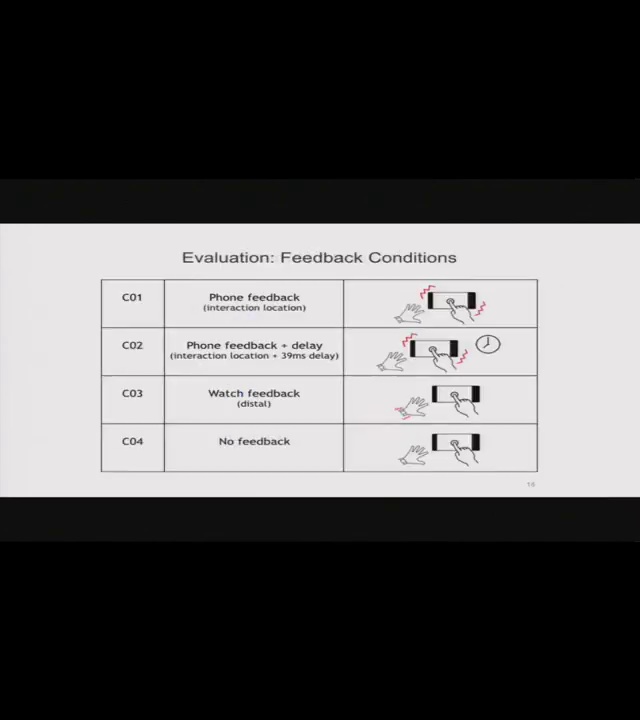 Evaluation: Feedback Conditions
C01
Phone feedback
(interaction location)
C02
Phone feedback + delay
(interaction location + 39ms delay)
C03
Watch feedback
(distal)
C04
No feedback